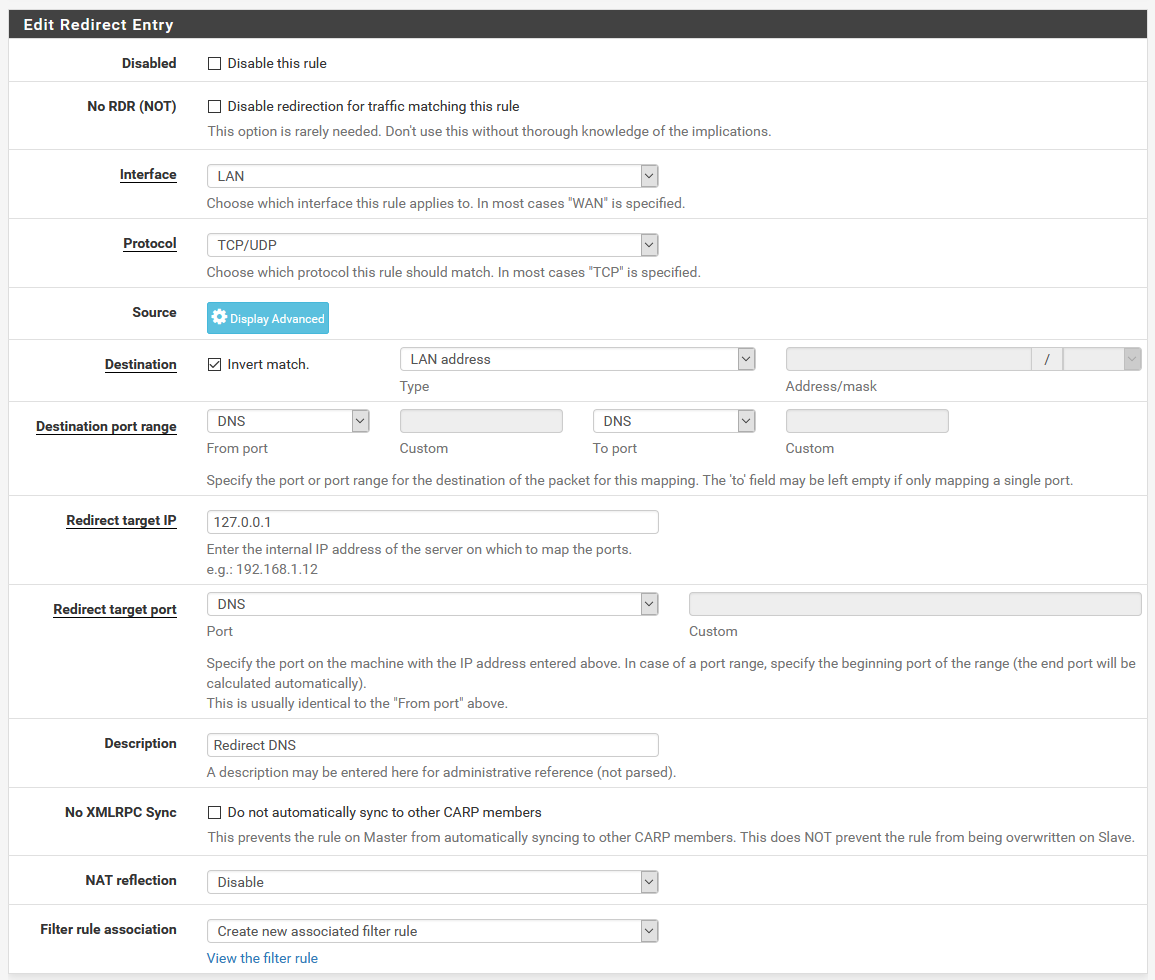 Edit Redirect Entry
Disabled Disable this rule
No RDR (NOT) Disable redirection for traffic matching this rule
This option is rarely needed. Don't use this without thorough knowledge of the implications.
Interface LAN
Choose which interface this rule applies to. In most cases "WAN" is specified.
Protocol TCP/UDP
Choose which protocol this rule should match. In most cases "TCP" is specified.
Source Display Advanced
Destination Invert match. LAN address /
Type Address/mask
Destination port range DNS DNS
From port Custom To port Custom
Specify the port or port range for the destination of the packet for this mapping. The 'to' field may be left empty if only mapping a single port.
Redirect target IP 127.0.0.1
Enter the internal IP address of the server on which to map the ports.
e.g.: 192.168.1.12
Redirect target port DNS
Port Custom
Specify the port on the machine with the IP address entered above. In case of a port range, specify the beginning port of the range (the end port will be
calculated automatically).
This is usually identical to the "From port" above.
Description Redirect DNS
A description may be entered here for administrative reference (not parsed).
No XMLRPC Sync Do not automatically sync to other CARP members
This prevents the rule on Master from automatically syncing to other CARP members. This does NOT prevent the rule from being overwritten on Slave.
NAT reflection Disable
Filter rule association Create new associated filter rule
View the filter rule